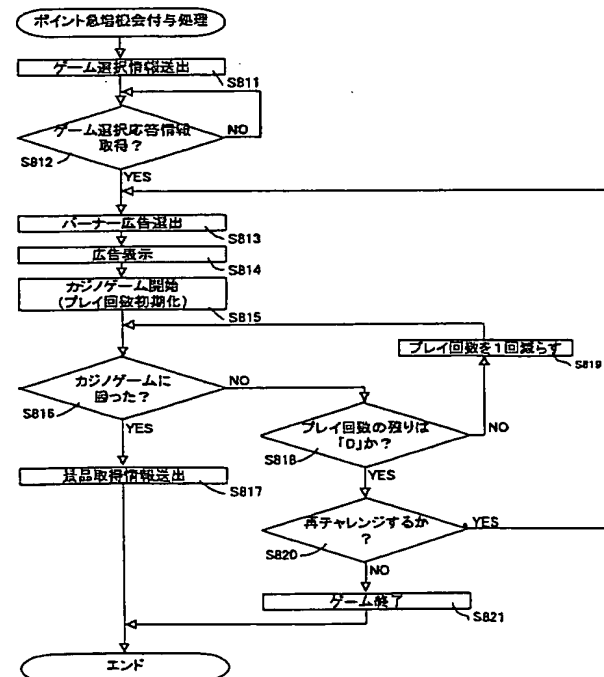 ポイント急増機会付与処理
ゲーム選択情報送出
S811
ゲーム選択応答情報
取得?
NO
S812
YES
バーナー広告選出
S813
広告表示
S814
カジノゲーム開始
(プレイ回数初期化)
S815
プレイ回数を1回減らす
S819
カジノゲームに
勝った?
NO
S816
YES
プレイ回数の残りは
「0」か?
NO
S818
YES
景品取得情報送出
S817
再チャレンジするか
?
YES
S820
NO
ゲーム終了
S821
エンド